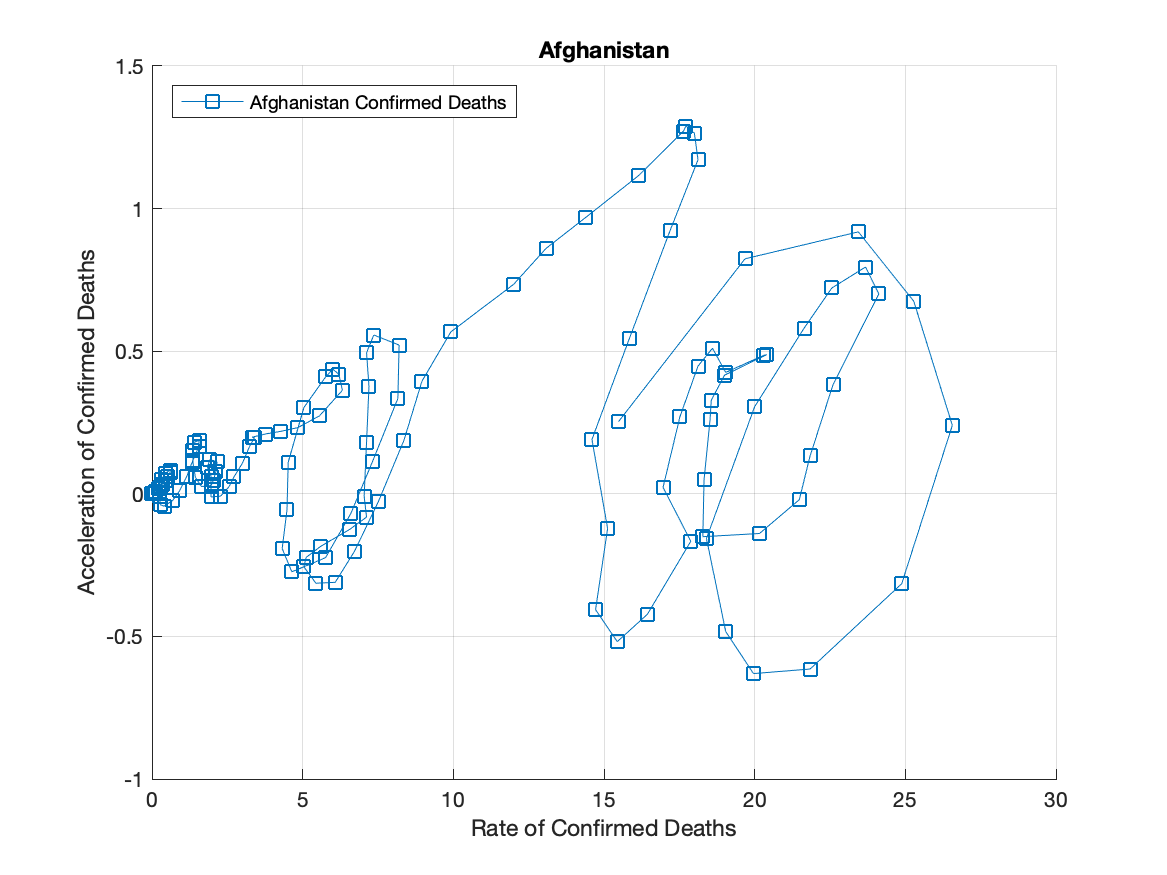 Afghanistan
1.5
Afghanistan Confirmed Deaths
1
0.5
0
-0.5
-1
Acceleration of Confirmed Deaths
0 5 10 15 20 25 30
Rate of Confirmed Deaths